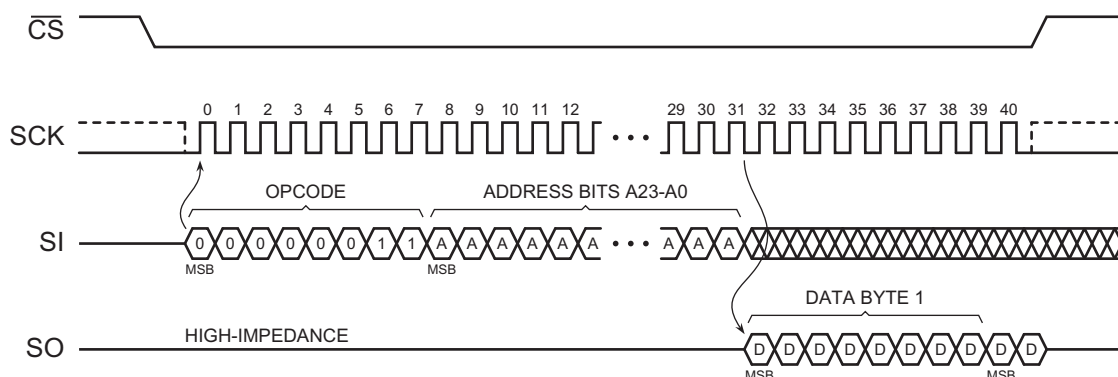 CS
0 1 2 3 4 5 6 7 8 9 10 11 12 29 30 31 32 33 34 35 36 37 38 39 40
SCK
OPCODE ADDRESS BITS A23-A0
SI 0 0 0 0 0 0 1 1 A A A A A A A A A
MSB MSB
DATA BYTE 1
HIGH-IMPEDANCE
SO D D D D D D D D D D
MSB MSB